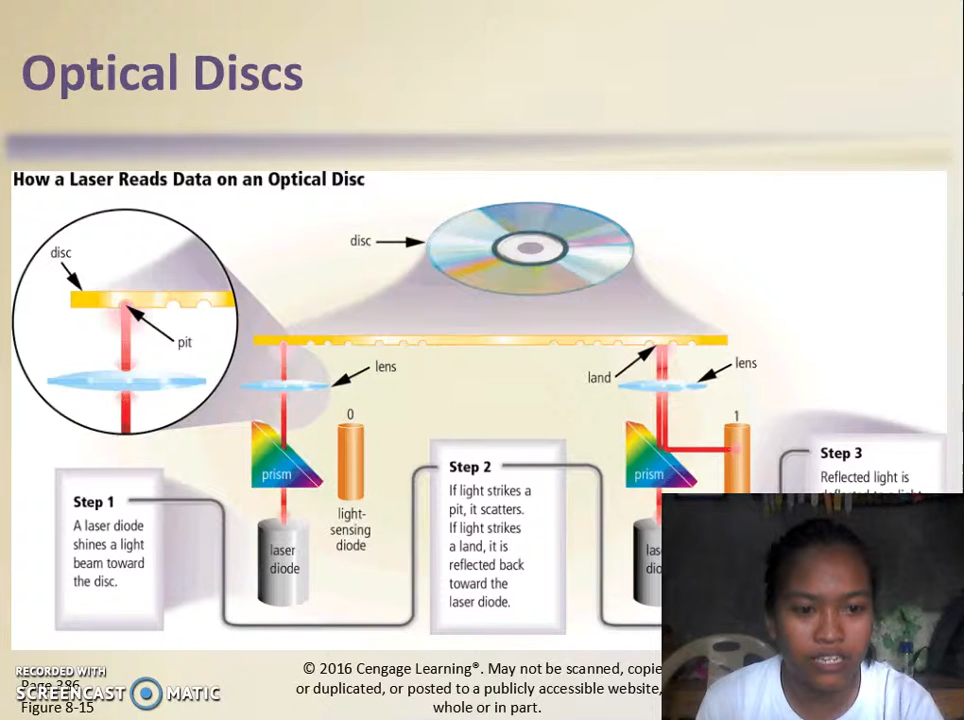 Optical Discs
How a Laser Reads Data on an Optical Disc
disc
pit
disc
lens
land
lens
0
1
prism
prism
light-
sensing
diode
laser
diode
Step 1
A laser diode
shines a light
beam toward
the disc.
Step 2
If light strikes a
pit, it scatters.
If light strikes
a land, it is
reflected back
toward the
laser diode.
Step 3
Reflected light is
RECORDED WITH
SCREENCAST MATIC
Page 386
Figure 8-15
© 2016 Cengage Learning®. May not be scanned,
or duplicated, or posted to a publicly accessible website,
whole or in part.